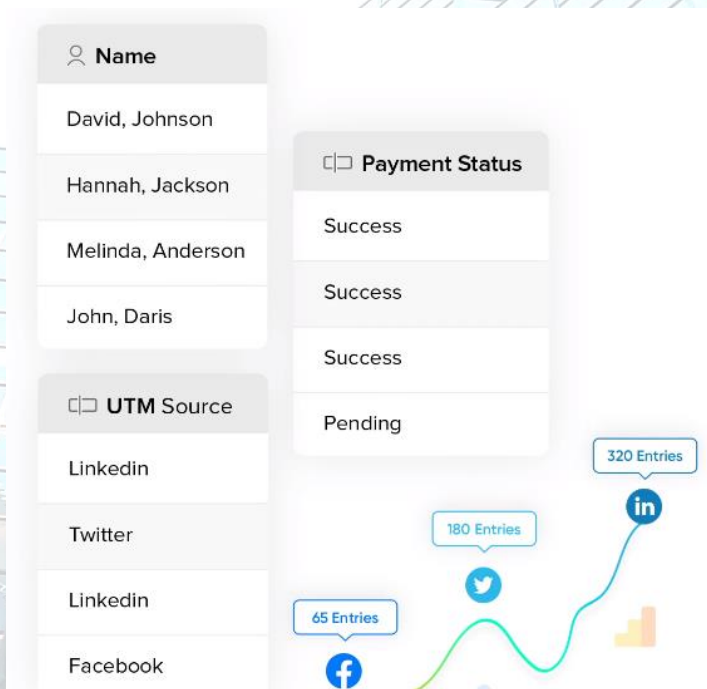 Name
David, Johnson
Hannah, Jackson
Melinda, Anderson
John, Daris
Payment Status
Success
Success
Success
Pending
UTM Source
Linkedin
Twitter
Linkedin
Facebook
320 Entries
in
180 Entries
65 Entries